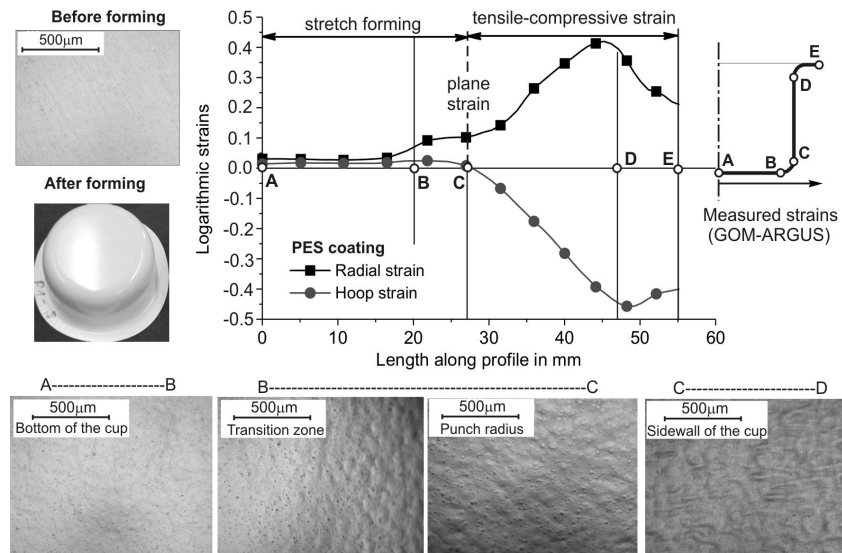 Before forming
500µm
After forming
Logarithmic strains
0.5
0.4
0.3
0.2
0.1
0.0
-0.1
-0.2
-0.3
-0.4
-0.5
stretch forming
tensile-compressive strain
plane
strain
A
B
C
D
E
PES coating
Radial strain
Hoop strain
0
10
20
30
40
50
60
Length along profile in mm
E
D
C
A
B
Measured strains
(GOM-ARGUS)
A--------------------B
500µm
Bottom of the cup
B------------------------------------------C
500µm
Transition zone
500µm
Punch radius
C-----------------D
500µm
Sidewall of the cup